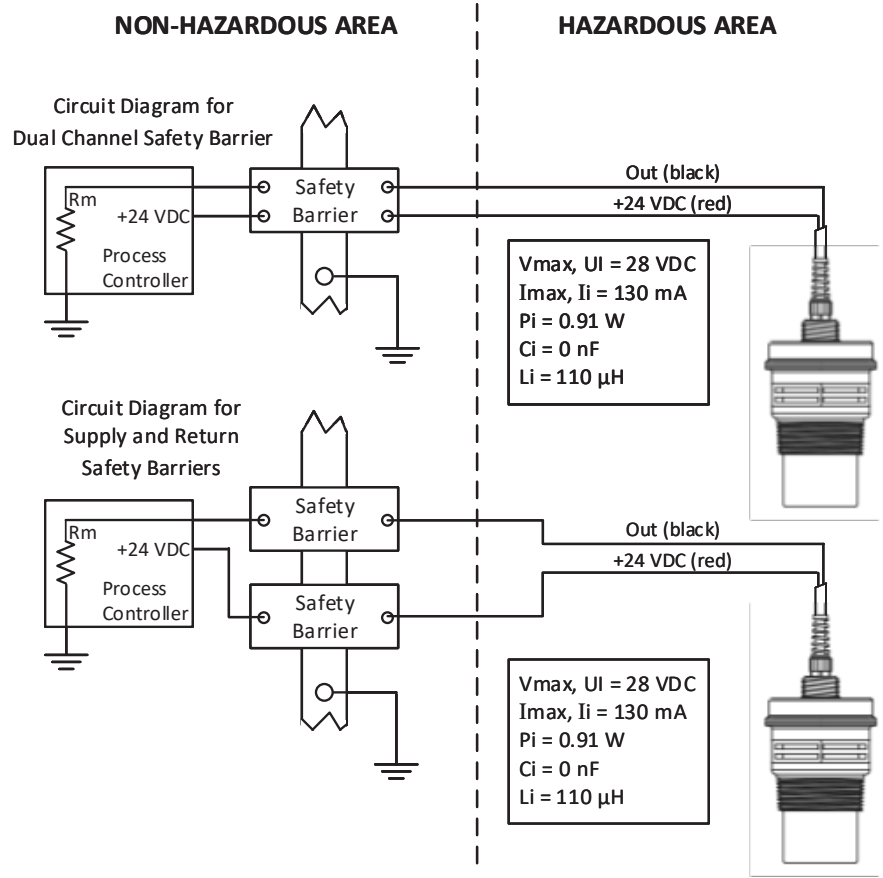 NON-HAZARDOUS AREA
HAZARDOUS AREA
Circuit Diagram for
Dual Channel Safety Barrier
Rm
+24 VDC
Process
Controller
Safety
Barrier
Out (black)
+24 VDC (red)
Vmax, UI = 28 VDC
Imax, Ii = 130 mA
Pi = 0.91 W
Ci = 0 nF
Li = 110 µH
Circuit Diagram for
Supply and Return
Safety Barriers
Rm
+24 VDC
Process
Controller
Safety
Barrier
Safety
Barrier
Out (black)
+24 VDC (red)
Vmax, UI = 28 VDC
Imax, Ii = 130 mA
Pi = 0.91 W
Ci = 0 nF
Li = 110 µH